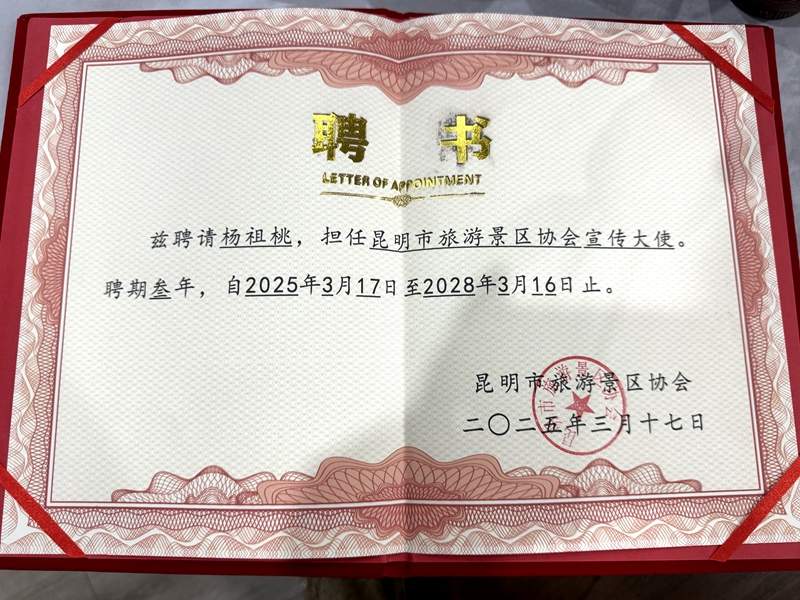 聘 书
LETTER OF APPOINTMENT
兹聘请杨祖桃，担任昆明市旅游景区协会宣传大使。
聘期叁年，自2025年3月17日至2028年3月16日止。
昆明市旅游景区协会
二〇二五年三月十七日